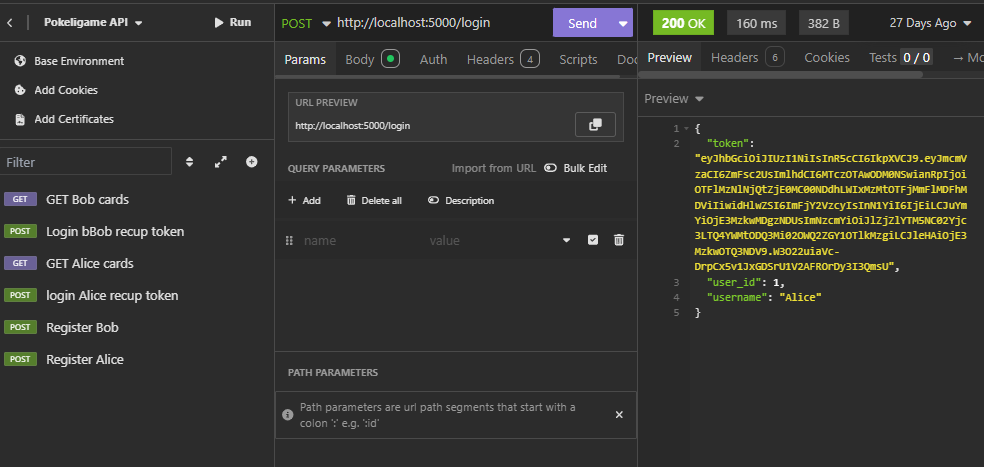 Pokeligame API
Run
Base Environment
Add Cookies
Add Certificates
Filter
GET GET Bob cards
POST Login bBob recup token
GET GET Alice cards
POST login Alice recup token
POST Register Bob
POST Register Alice
POST http://localhost:5000/login
Send
Params Body Auth Headers 4 Scripts Doc
URL PREVIEW
http://localhost:5000/login
QUERY PARAMETERS Import from URL Bulk Edit
Add Delete all Description
name value
PATH PARAMETERS
Path parameters are url path segments that start with a
colon ':' e.g. ':id'
200 OK 160 ms 382 B 27 Days Ago
Preview Headers 6 Cookies Tests 0 / 0 → Mo
Preview
1 {
2 "token":
"eyJhbGciOiJIUzI1NiIsInR5cCI6IkpXVCJ9.eyJmcmV
3 "user_id": 1,
4 "username": "Alice"
5 }